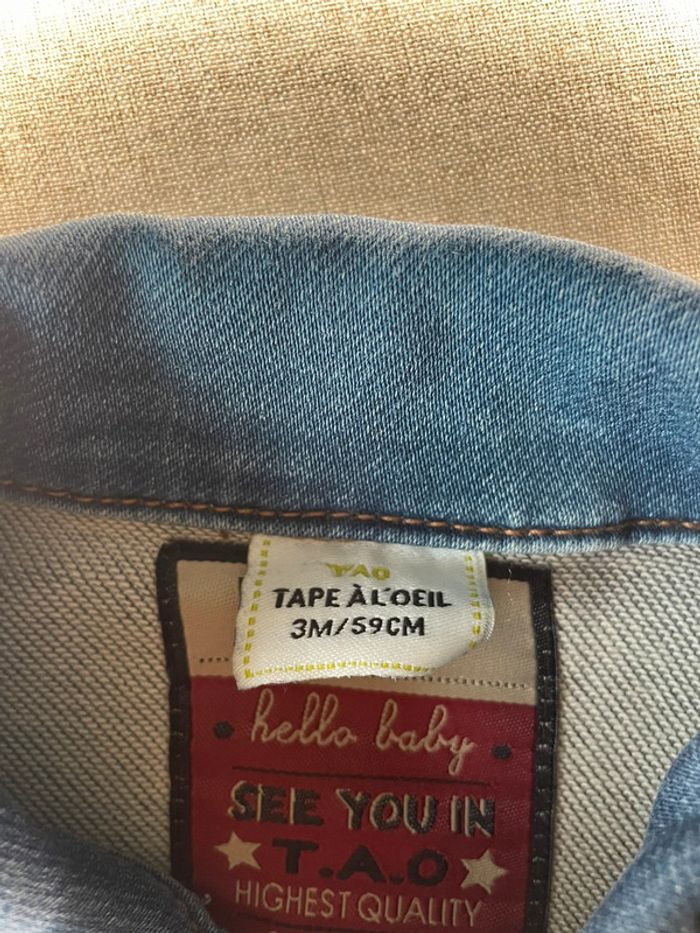 TAO
TAPE À L'OEIL
3M/59CM
hello baby
SEE YOU IN
T.A.O
HIGHEST QUALITY